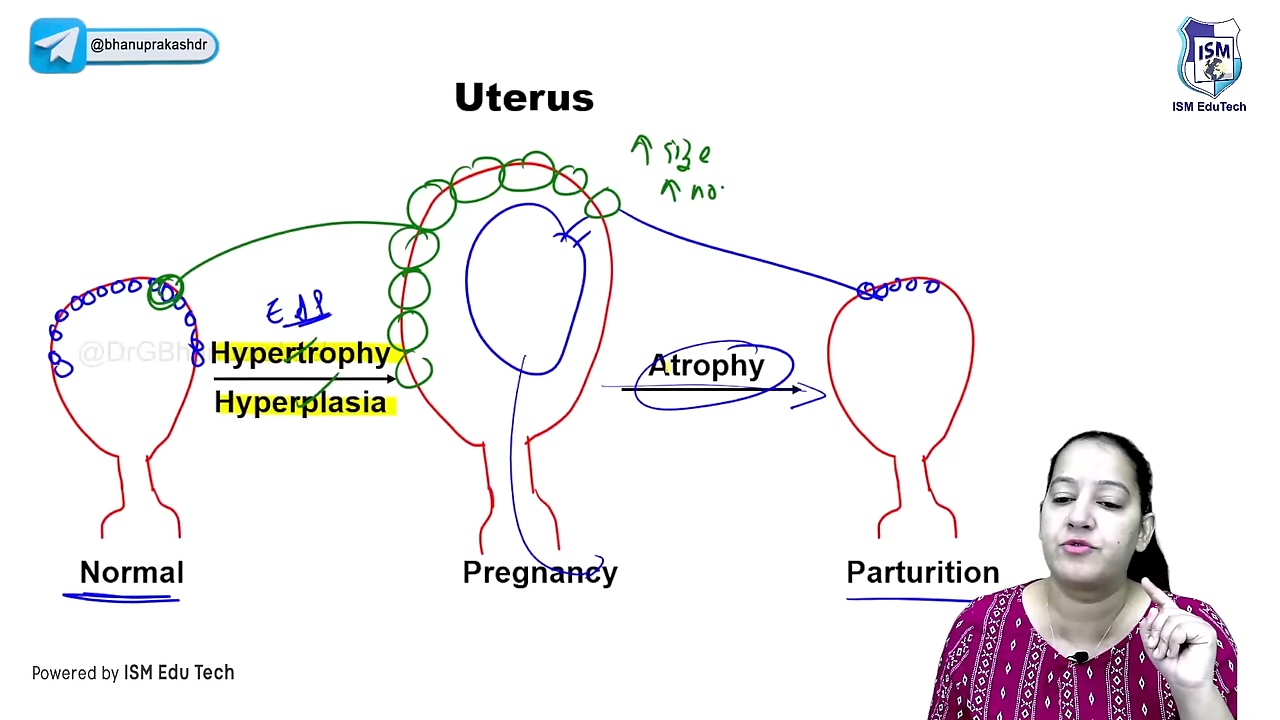 @bhanuprakashdr
ISM
ISM EduTech
Uterus
↑ size
↑ no.
@DrGBh
Hypertrophy
Hyperplasia
Atrophy
Normal
Pregnancy
Parturition
Powered by ISM Edu Tech